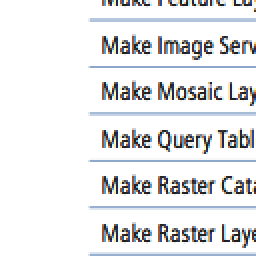 Make Feature Lay
Make Image Serv
Make Mosaic Lay
Make Query Tabl
Make Raster Cata
Make Raster Laye